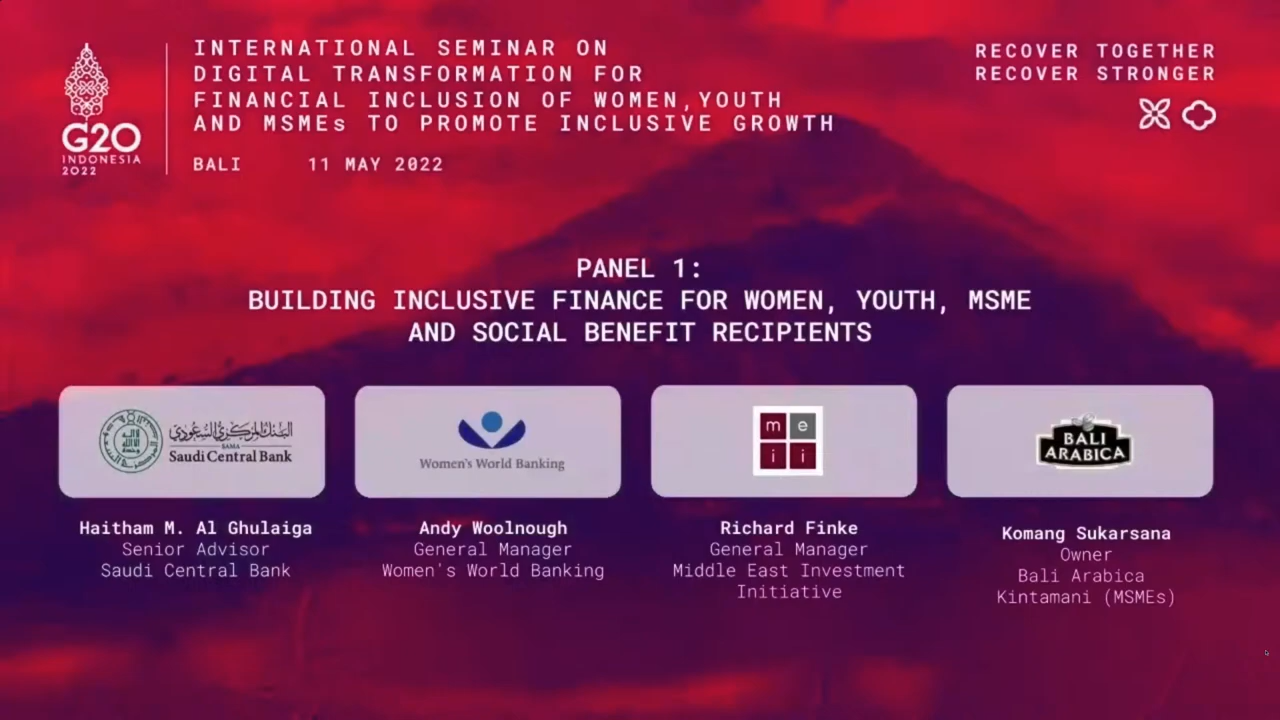 INTERNATIONAL SEMINAR ON
DIGITAL TRANSFORMATION FOR
FINANCIAL INCLUSION OF WOMEN,YOUTH
AND MSMEs TO PROMOTE INCLUSIVE GROWTH
BALI 11 MAY 2022
G20
INDONESIA
2022
RECOVER TOGETHER
RECOVER STRONGER
PANEL 1:
BUILDING INCLUSIVE FINANCE FOR WOMEN, YOUTH, MSME
AND SOCIAL BENEFIT RECIPIENTS
البنك المركزي السعودي
SAMA
Saudi Central Bank
Women's World Banking
m e
i i
BALI
ARABICA
Haitham M. Al Ghulaiga
Senior Advisor
Saudi Central Bank
Andy Woolnough
General Manager
Women's World Banking
Richard Finke
General Manager
Middle East Investment
Initiative
Komang Sukarsana
Owner
Bali Arabica
Kintamani (MSMEs)